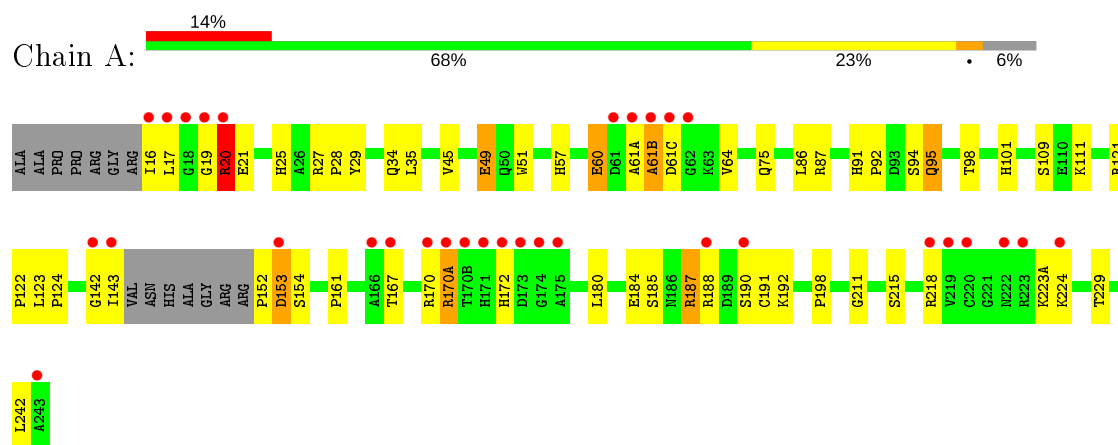 14%
Chain A:
68% 23% • 6%
ALA ALA PRO PRO ARG GLY ARG I16 L17 G18 G19 R20 E21 H25 A26 R27 P28 Y29 Q34 L35 V45 E49 Q50 W51 H57 E60 D61 A61A A61B D61C G62 K63 V64 Q75 L86 R87 H91 P92 D93 S94 Q95 T98 H101 S109 E110 K111 R121
P122 L123 P124 G142 I143 VAL ASN HIS ALA GLY ARG ARG P152 D153 S154 P161 A166 T167 R170 R170A T170B H171 H172 D173 G174 A175 L180 E184 S185 N186 R187 R188 D189 S190 C191 K192 P198 G211 S215 R218 V219 C220 G221 N222 R223 K223A K224 T229
L242 A243